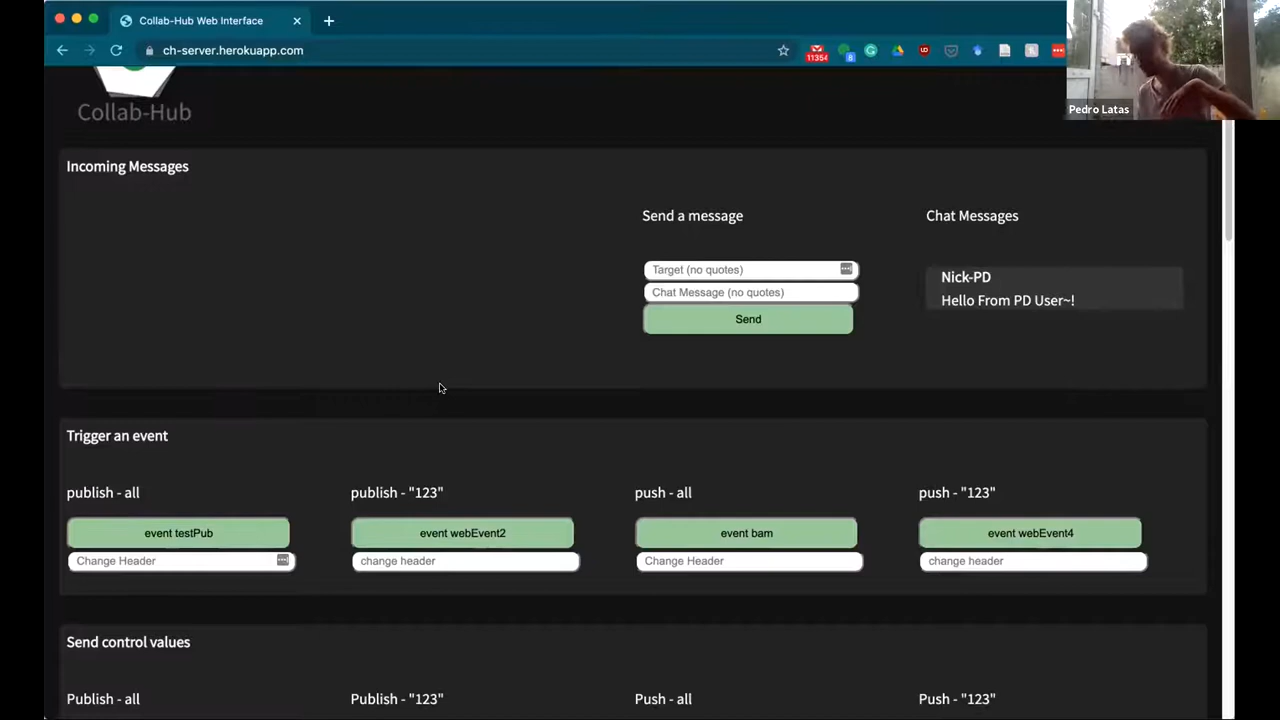 Collab-Hub Web Interface
ch-server.herokuapp.com
11354
8
Pedro Latas
Collab-Hub
Incoming Messages
Send a message
Chat Messages
Target (no quotes)
Chat Message (no quotes)
Send
Nick-PD
Hello From PD User~!
Trigger an event
publish - all
publish - "123"
push - all
push - "123"
event testPub
event webEvent2
event bam
event webEvent4
Change Header
change header
Change Header
change header
Send control values
Publish - all
Publish - "123"
Push - all
Push - "123"